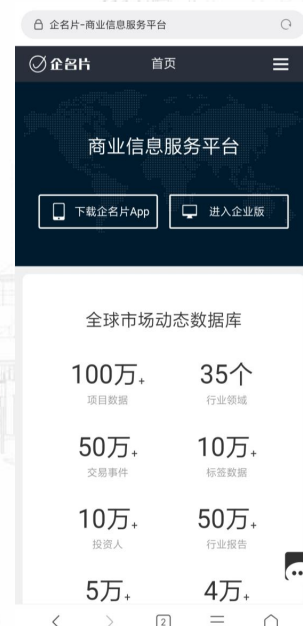 企名片-商业信息服务平台
企名片 首页
商业信息服务平台
下载企名片App 进入企业版
全球市场动态数据库
100万+ 35个
项目数据 行业领域
50万+ 10万+
交易事件 标签数据
10万+ 50万+
投资人 行业报告
5万+ 4万+
2